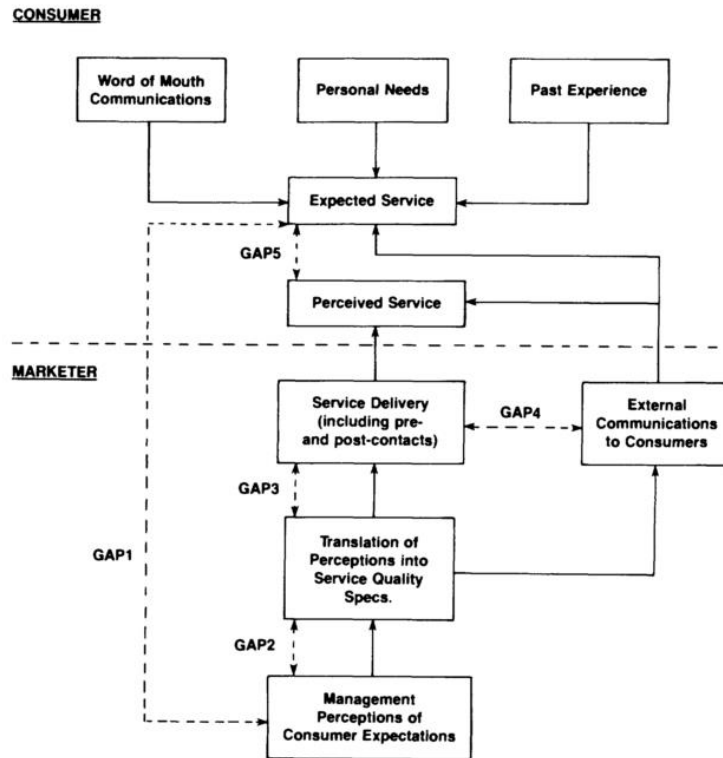 CONSUMER
Word of Mouth
Communications
Personal Needs
Past Experience
Expected Service
GAP5
Perceived Service
MARKETER
Service Delivery
(including pre-
and post-contacts)
GAP4
External
Communications
to Consumers
GAP3
GAP1
Translation of
Perceptions into
Service Quality
Specs.
GAP2
Management
Perceptions of
Consumer Expectations